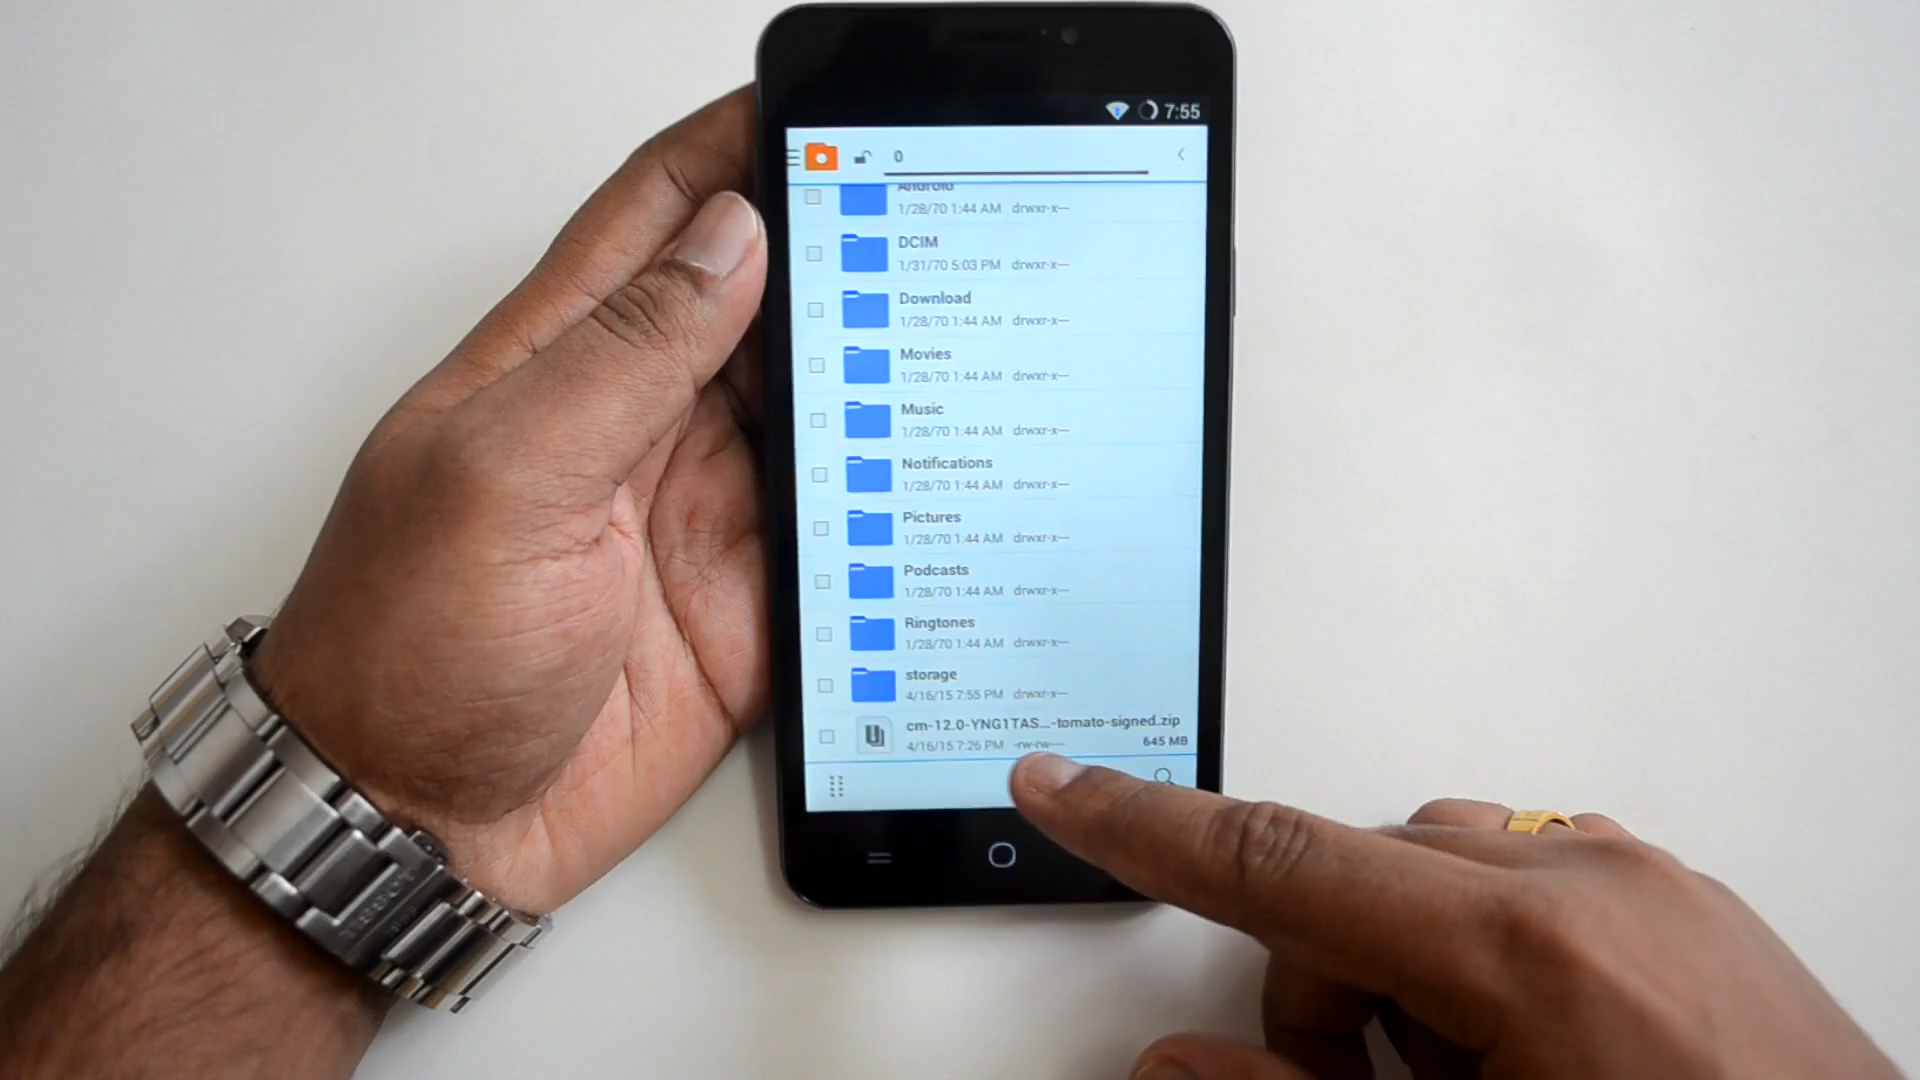 7:55
0
Android
1/28/70 1:44 AM drwxr-x---
DCIM
1/31/70 5:03 PM drwxr-x---
Download
1/28/70 1:44 AM drwxr-x---
Movies
1/28/70 1:44 AM drwxr-x---
Music
1/28/70 1:44 AM drwxr-x---
Notifications
1/28/70 1:44 AM drwxr-x---
Pictures
1/28/70 1:44 AM drwxr-x---
Podcasts
1/28/70 1:44 AM drwxr-x---
Ringtones
1/28/70 1:44 AM drwxr-x---
storage
4/16/15 7:55 PM drwxr-x---
cm-12.0-YNG1TAS...-tomato-signed.zip
4/16/15 7:26 PM -rw-rw---- 645 MB